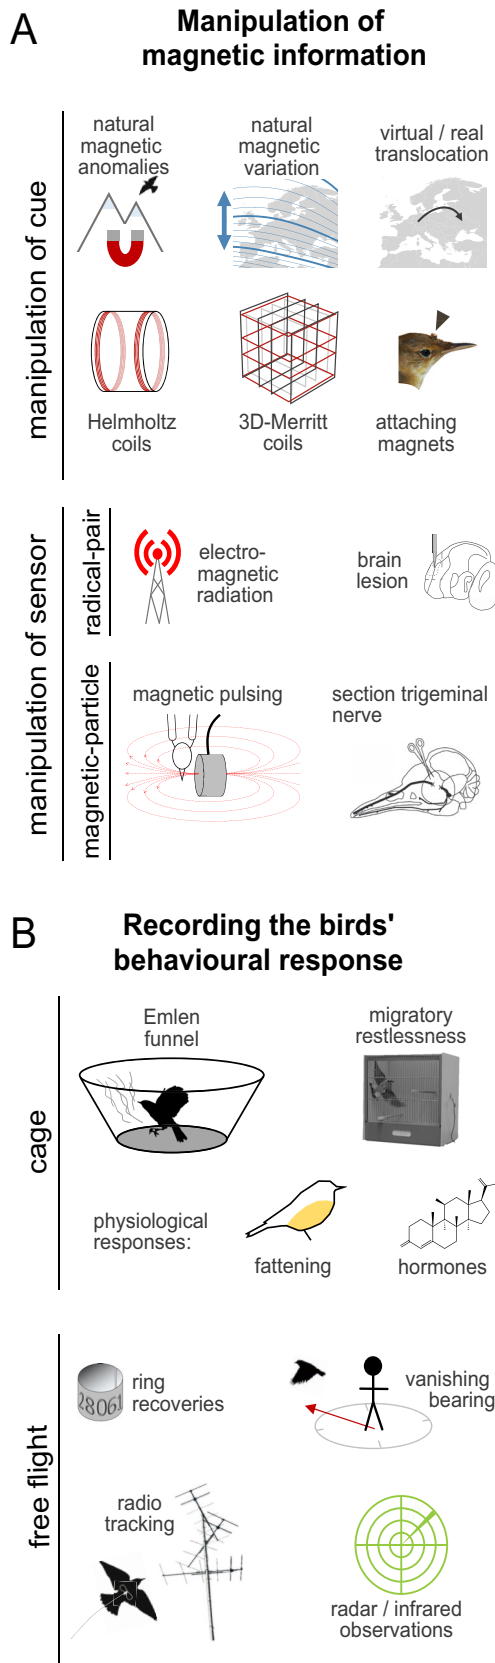 A
Manipulation of
magnetic information
manipulation of cue
natural
magnetic
anomalies
natural
magnetic
variation
virtual / real
translocation
Helmholtz
coils
3D-Merritt
coils
attaching
magnets
manipulation of sensor
radical-pair
electro-
magnetic
radiation
brain
lesion
magnetic-particle
magnetic pulsing
section trigeminal
nerve
B
Recording the birds'
behavioural response
cage
Emlen
funnel
migratory
restlessness
physiological
responses:
fattening
hormones
free flight
28061
ring
recoveries
vanishing
bearing
radio
tracking
radar / infrared
observations